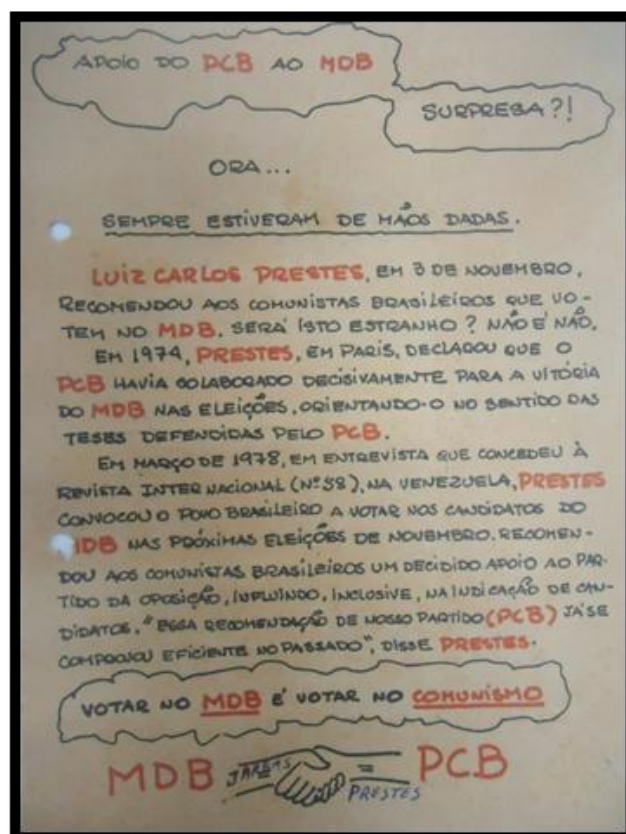 APOIO DO PCB AO MDB
SURPRESA?!
ORA...
SEMPRE ESTIVERAM DE MÃOS DADAS.
LUIZ CARLOS PRESTES, EM 3 DE NOVEMBRO,
RECOMENDOU AOS COMUNISTAS BRASILEIROS QUE VO-
TEM NO MDB. SERÁ ISTO ESTRANHO? NÃO É NÃO.
EM 1974, PRESTES, EM PARIS, DECLAROU QUE O
PCB HAVIA COLABORADO DECISIVAMENTE PARA A VITÓRIA
DO MDB NAS ELEIÇÕES, ORIENTANDO-O NO SENTIDO DAS
TESES DEFENDIDAS PELO PCB.
EM MARÇO DE 1978, EM ENTREVISTA QUE CONCEDEU À
REVISTA INTERNACIONAL (Nº 58), NA VENEZUELA, PRESTES
CONVOCOU O POVO BRASILEIRO A VOTAR NOS CANDIDATOS DO
MDB NAS PRÓXIMAS ELEIÇÕES DE NOVEMBRO. RECOMEN-
DOU AOS COMUNISTAS BRASILEIROS UM DECIDIDO APOIO AO PAR-
TIDO DA OPOSIÇÃO, INFLUINDO, INCLUSIVE, NA INDICAÇÃO DE CAN-
DIDATOS. "ESSA RECOMENDAÇÃO DE NOSSO PARTIDO (PCB) JÁ SE
COMPROVOU EFICIENTE NO PASSADO", DISSE PRESTES.
VOTAR NO MDB É VOTAR NO COMUNISMO
MDB JARBAS = PRESTES PCB